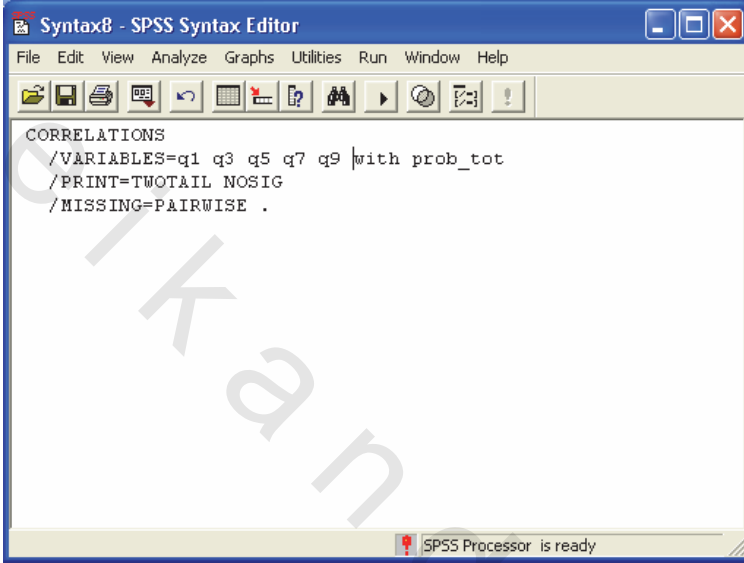 Syntax8 - SPSS Syntax Editor
File Edit View Analyze Graphs Utilities Run Window Help
CORRELATIONS
/VARIABLES=q1 q3 q5 q7 q9 with prob_tot
/PRINT=TWOTAIL NOSIG
/MISSING=PAIRWISE .
e i k a n
SPSS Processor is ready